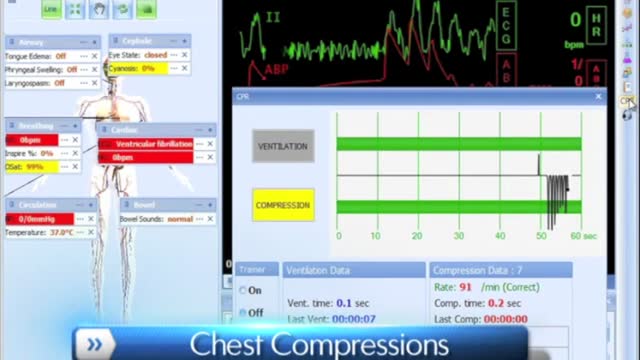 Line
Airway
Tongue Edema: Off
Phryngeal Swelling: Off
Laryngospasm: Off
Cephalic
Eye State: closed
Cyanosis: 0%
II
ABP
ECG
AB
0
bpm
HR
1/
0
AB
Breathing
0bpm
Inspre %: 0%
OSat: 99%
Cardiac
Ventricular fibrillation
0bpm
Circulation
0/0mmHg
Temperature: 37.0°C
Bowel
Bowel Sounds: normal
CPR
VENTILATION
COMPRESSION
0 10 20 30 40 50 60 sec
Trainer
On
Off
Ventilation Data
Vent. time: 0.1 sec
Last Vent: 00:00:07
Compression Data : 7
Rate: 91 /min (Correct)
Comp. time: 0.2 sec
Last Comp: 00:00:00
Chest Compressions